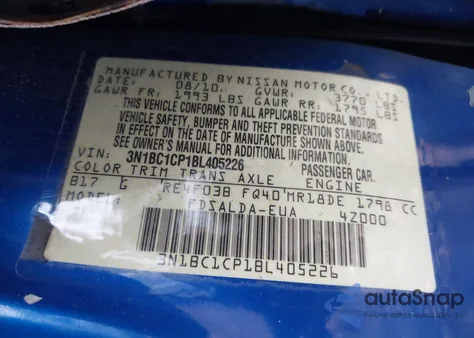 MANUFACTURED BY NISSAN MOTOR CO., LTD.
DATE: 08/10. GVWR: 3770 LBS
GAWR FR: 1993 LBS GAWR RR: 1795 LBS
THIS VEHICLE CONFORMS TO ALL APPLICABLE FEDERAL MOTOR
VEHICLE SAFETY, BUMPER AND THEFT PREVENTION STANDARDS
IN EFFECT ON THE DATE OF MANUFACTURE SHOWN ABOVE.
SEE OWNER'S MANUAL FOR ADDITIONAL INFORMATION.
VIN: 3N1BC1CP1BL405226 PASSENGER CAR
COLOR TRIM TRANS AXLE ENGINE
B17 G RE4F03B FQ40 MR18DE 1798 CC
MODEL: FDSALDA-EUA 4Z000
3N1BC1CP1BL405226
autoSnap